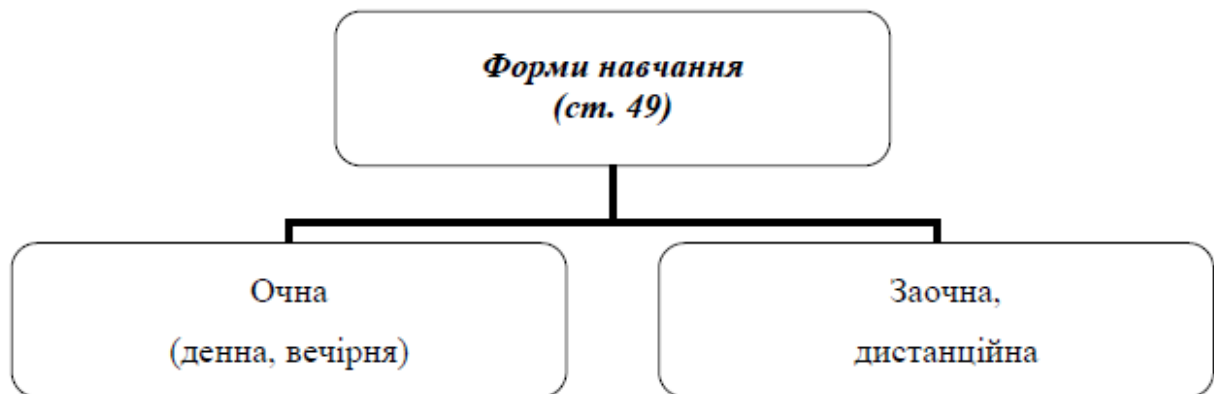 Форми навчання
(ст. 49)
Очна
(денна, вечірня)
Заочна,
дистанційна